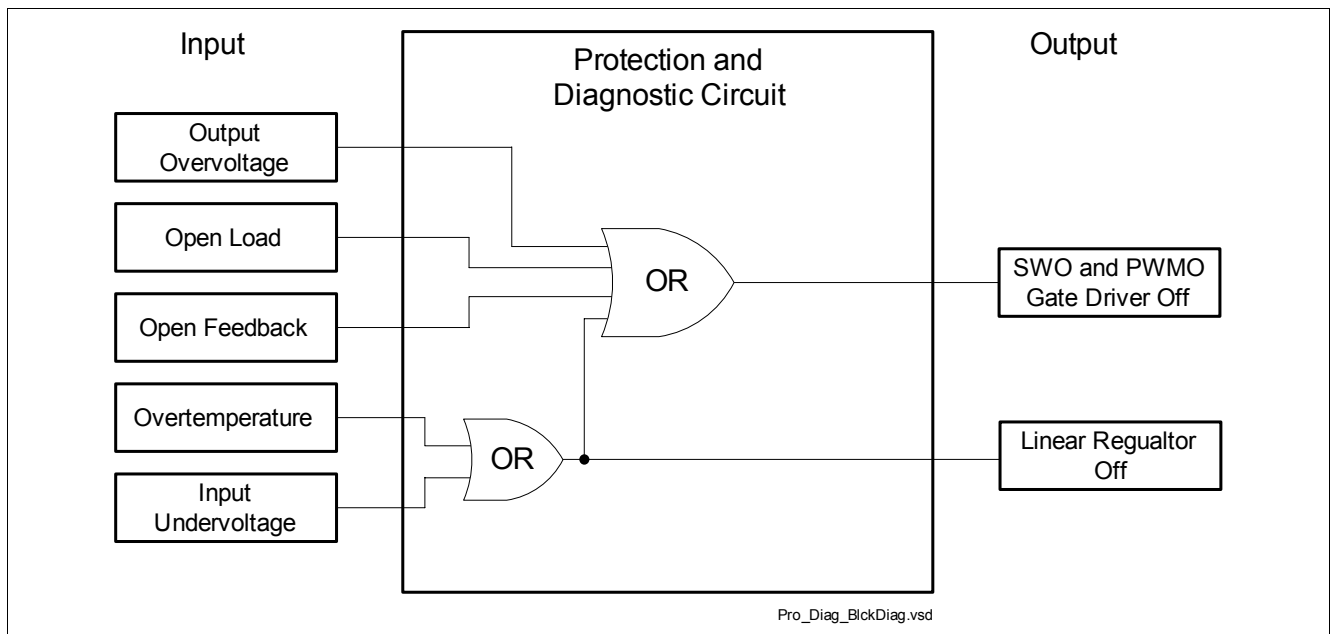 Input
Protection and
Diagnostic Circuit
Output
Output
Overvoltage
Open Load
Open Feedback
Overtemperature
Input
Undervoltage
OR
OR
SWO and PWMO
Gate Driver Off
Linear Regualtor
Off
Pro_Diag_BlckDiag.vsd